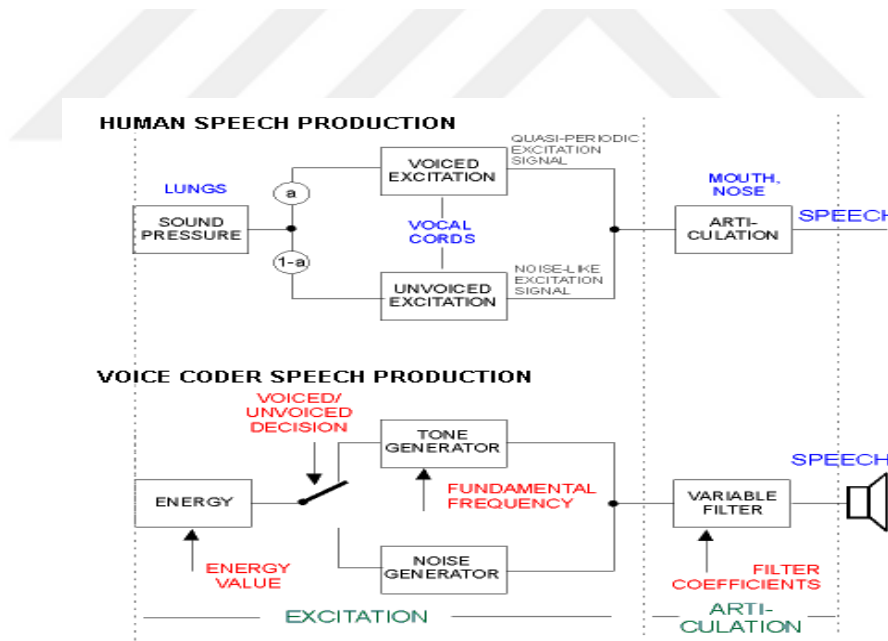 HUMAN SPEECH PRODUCTION
QUASI-PERIODIC
EXCITATION
SIGNAL
LUNGS
a
VOICED
EXCITATION
MOUTH,
NOSE
SOUND
PRESSURE
VOCAL
CORDS
ARTI-
CULATION
SPEECH
1-a
UNVOICED
EXCITATION
NOISE-LIKE
EXCITATION
SIGNAL
VOICE CODER SPEECH PRODUCTION
VOICED/
UNVOICED
DECISION
TONE
GENERATOR
SPEECH
ENERGY
FUNDAMENTAL
FREQUENCY
VARIABLE
FILTER
ENERGY
VALUE
NOISE
GENERATOR
FILTER
COEFFICIENTS
EXCITATION
ARTI-
CULATION